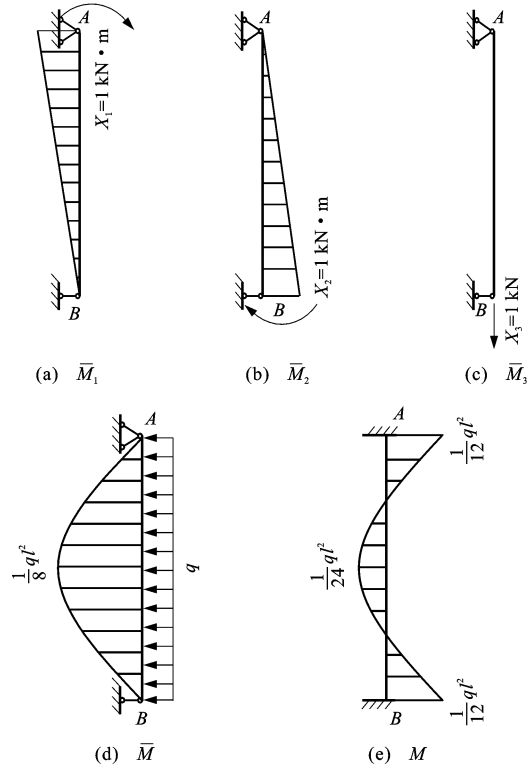 A
A
A
X₁=1 kN·m
X₂=1 kN·m
X₃=1 kN
B
B
B
(a) M̅₁
(b) M̅₂
(c) M̅₃
A
A
1/8 ql²
q
1/24 ql²
1/12 ql²
1/12 ql²
B
B
(d) M̅
(e) M